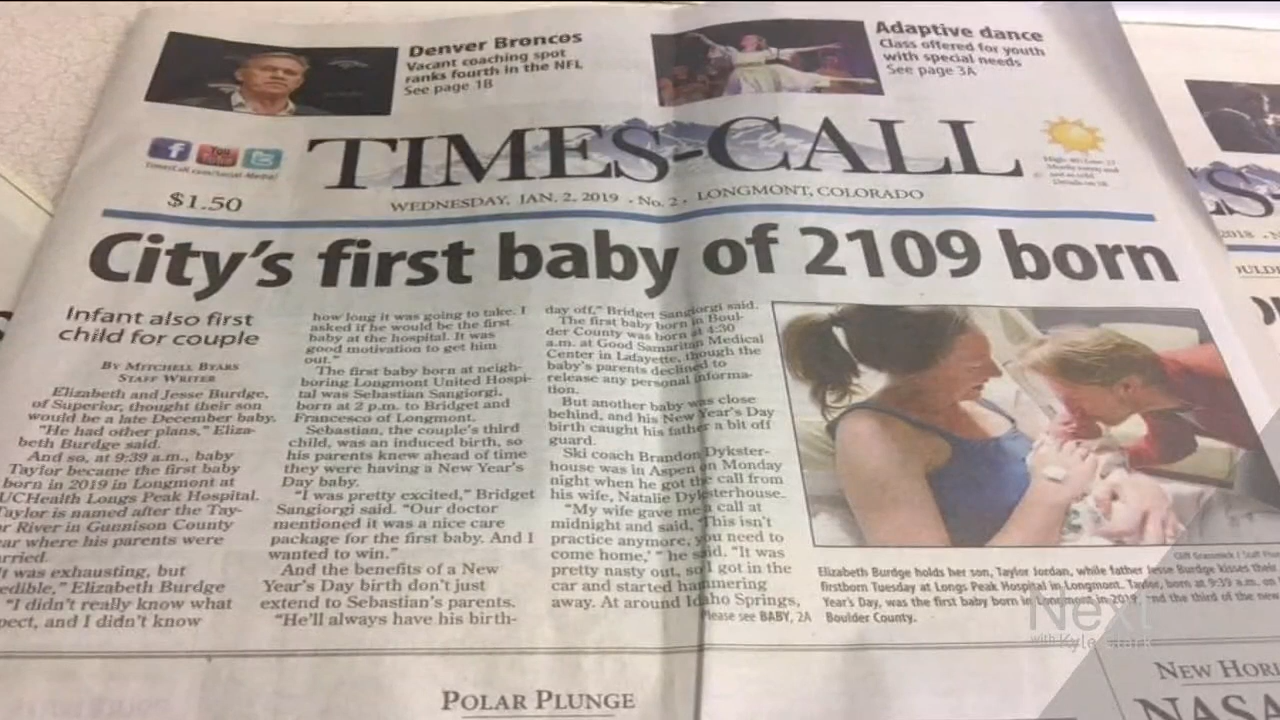 Denver Broncos
Vacant coaching spot
ranks fourth in the NFL
See page 1B
Adaptive dance
Class offered for youth
with special needs
See page 3A
f
You
Tube
TimesCall.com/Social-Media/
TIMES-CALL
$1.50
WEDNESDAY, JAN. 2, 2019 • No. 2 • LONGMONT, COLORADO
City's first baby of 2109 born
Infant also first
child for couple
BY MITCHELL BYARS
STAFF WRITER
Elizabeth and Jesse Burdge,
of Superior, thought their son
would be a late December baby.
"He had other plans," Eliza-
beth Burdge said.
And so, at 9:39 a.m., baby
Taylor became the first baby
born in 2019 in Longmont at
UCHealth Longs Peak Hospital.
Taylor is named after the Tay-
r River in Gunnison County
ar where his parents were
rried.
t was exhausting, but
edible," Elizabeth Burdge
"I didn't really know what
pect, and I didn't know
how long it was going to take. I
asked if he would be the first
baby at the hospital. It was
good motivation to get him
out."
The first baby born at neigh-
boring Longmont United Hospi-
tal was Sebastian Sangiorgi,
born at 2 p.m. to Bridget and
Francesco of Longmont.
Sebastian, the couple's third
child, was an induced birth, so
his parents knew ahead of time
they were having a New Year's
Day baby.
"I was pretty excited," Bridget
Sangiorgi said. "Our doctor
mentioned it was a nice care
package for the first baby. And I
wanted to win."
And the benefits of a New
Year's Day birth don't just
extend to Sebastian's parents.
"He'll always have his birth-
day off," Bridget Sangiorgi said.
The first baby born in Boul-
der County was born at 4:30
a.m. at Good Samaritan Medical
Center in Lafayette, though the
baby's parents declined to
release any personal informa-
tion.
But another baby was close
behind, and his New Year's Day
birth caught his father a bit off
guard.
Ski coach Brandon Dykster-
house was in Aspen on Monday
night when he got the call from
his wife, Natalie Dyksterhouse.
"My wife gave me a call at
midnight and said, 'This isn't
practice anymore, you need to
come home,' " he said. "It was
pretty nasty out, so I got in the
car and started hammering
away. At around Idaho Springs,
Please see BABY, 2A
Elizabeth Burdge holds her son, Taylor Jordan, while father Jesse Burdge kisses their
firstborn Tuesday at Longs Peak Hospital in Longmont. Taylor, born at 9:39 a.m. on
Year's Day, was the first baby born in Longmont in 2019, and the third of the new
Boulder County.
Next
with Kyle Clark
POLAR PLUNGE
NEW HOR
NASA
S-
2018